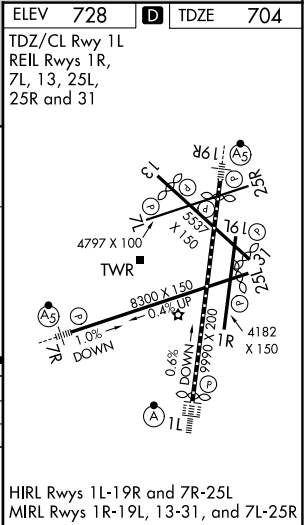 ELEV 728 D TDZE 704
TDZ/CL Rwy 1L
REIL Rwys 1R,
7L, 13, 25L,
25R and 31
19R
A5
P
13
P
25R
P
7L
P
5537
X 150
19L
P
4797 X 100
31
TWR
25L
8300 X 150
0.4% UP
P
A5
P
7R
1.0%
DOWN
0.6%
DOWN
9990 X 200
1R
4182
X 150
P
A
1L
HIRL Rwys 1L-19R and 7R-25L
MIRL Rwys 1R-19L, 13-31, and 7L-25R